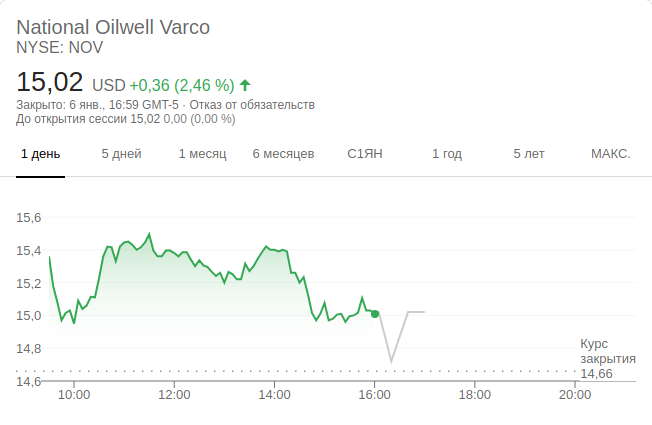 National Oilwell Varco
NYSE: NOV
15,02 USD +0,36 (2,46 %)
Закрыто: 6 янв., 16:59 GMT-5 · Отказ от обязательств
До открытия сессии 15,02 0,00 (0,00 %)
1 день 5 дней 1 месяц 6 месяцев С1ЯН 1 год 5 лет МАКС.
15,6
15,4
15,2
15,0
14,8
14,6
Курс
закрытия
14,66
10:00 12:00 14:00 16:00 18:00 20:00